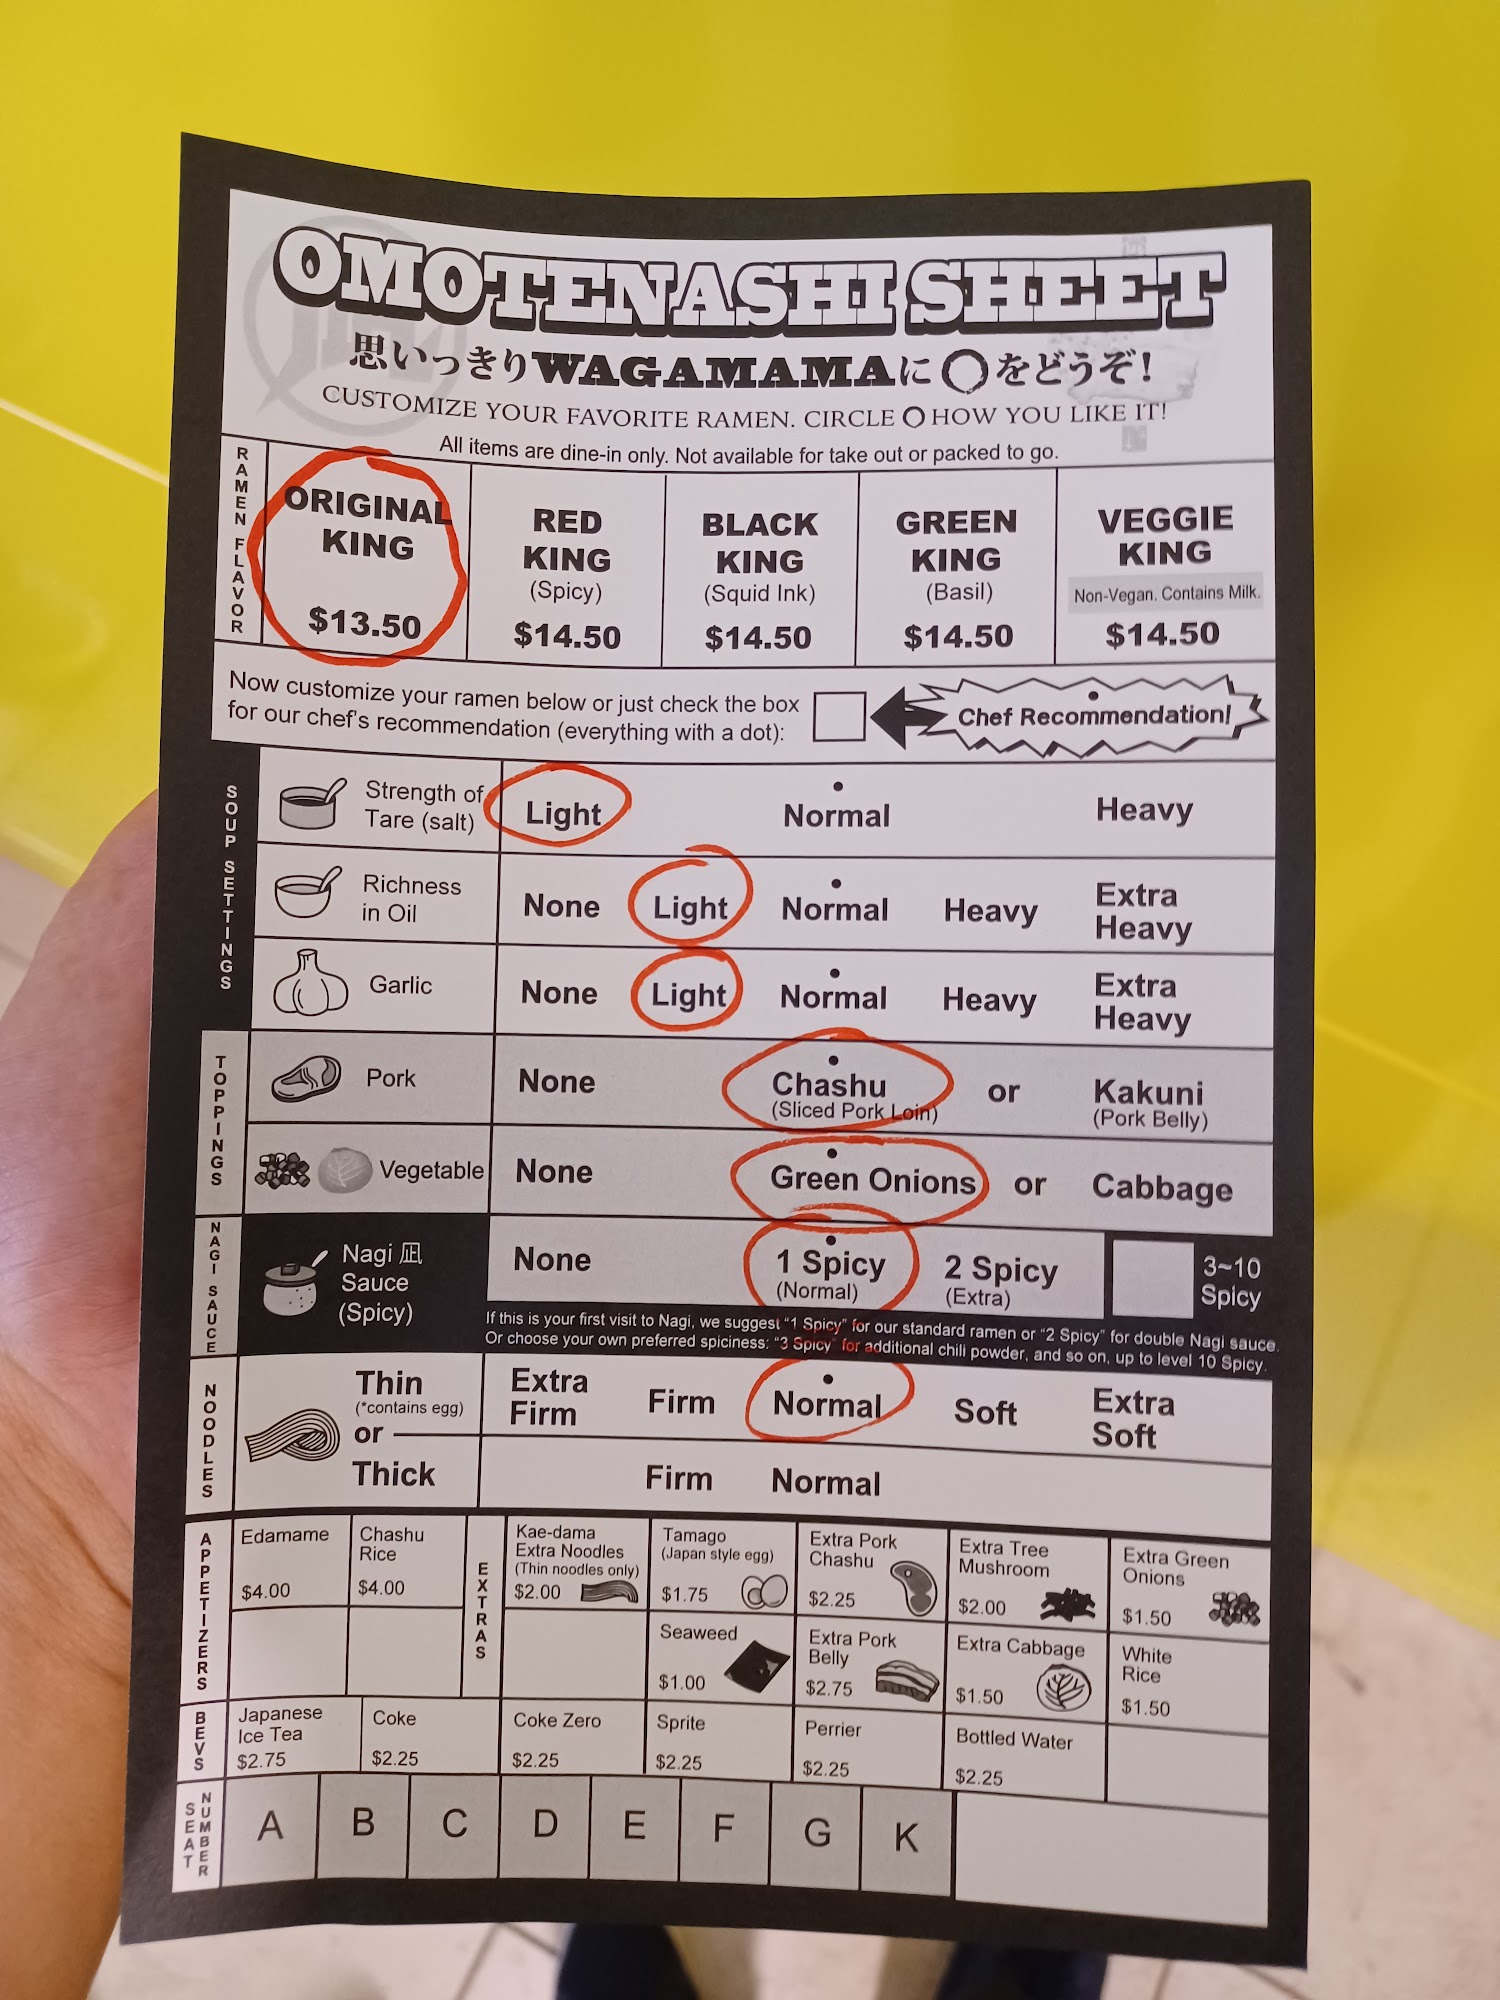 OMOTENASHI SHEET
思いっきりWAGAMAMAに〇をどうぞ!
CUSTOMIZE YOUR FAVORITE RAMEN. CIRCLE O HOW YOU LIKE IT!
All items are dine-in only. Not available for take out or packed to go.
RAMEN FLAVOR
ORIGINAL
KING
$13.50
RED
KING
(Spicy)
$14.50
BLACK
KING
(Squid Ink)
$14.50
GREEN
KING
(Basil)
$14.50
VEGGIE
KING
Non-Vegan. Contains Milk.
$14.50
Now customize your ramen below or just check the box
for our chef's recommendation (everything with a dot):
Chef Recommendation!
SOUP SETTINGS
Strength of
Tare (salt)
Light
Normal
Heavy
Richness
in Oil
None
Light
Normal
Heavy
Extra
Heavy
Garlic
None
Light
Normal
Heavy
Extra
Heavy
TOPPINGS
Pork
None
Chashu
(Sliced Pork Loin)
or
Kakuni
(Pork Belly)
Vegetable
None
Green Onions
or
Cabbage
NAGI SAUCE
Nagi 凪
Sauce
(Spicy)
None
1 Spicy
(Normal)
2 Spicy
(Extra)
3~10
Spicy
If this is your first visit to Nagi, we suggest "1 Spicy" for our standard ramen or "2 Spicy" for double Nagi sauce.
Or choose your own preferred spiciness: "3 Spicy" for additional chili powder, and so on, up to level 10 Spicy.
NOODLES
Thin
(*contains egg)
or
Thick
Extra
Firm
Firm
Normal
Soft
Extra
Soft
Firm
Normal
APPETIZERS
Edamame
$4.00
Chashu
Rice
$4.00
EXTRAS
Kae-dama
Extra Noodles
(Thin noodles only)
$2.00
Tamago
(Japan style egg)
$1.75
Extra Pork
Chashu
$2.25
Extra Tree
Mushroom
$2.00
Extra Green
Onions
$1.50
Seaweed
$1.00
Extra Pork
Belly
$2.75
Extra Cabbage
$1.50
White
Rice
$1.50
BEVS
Japanese
Ice Tea
$2.75
Coke
$2.25
Coke Zero
$2.25
Sprite
$2.25
Perrier
$2.25
Bottled Water
$2.25
SEAT NUMBER
A
B
C
D
E
F
G
K